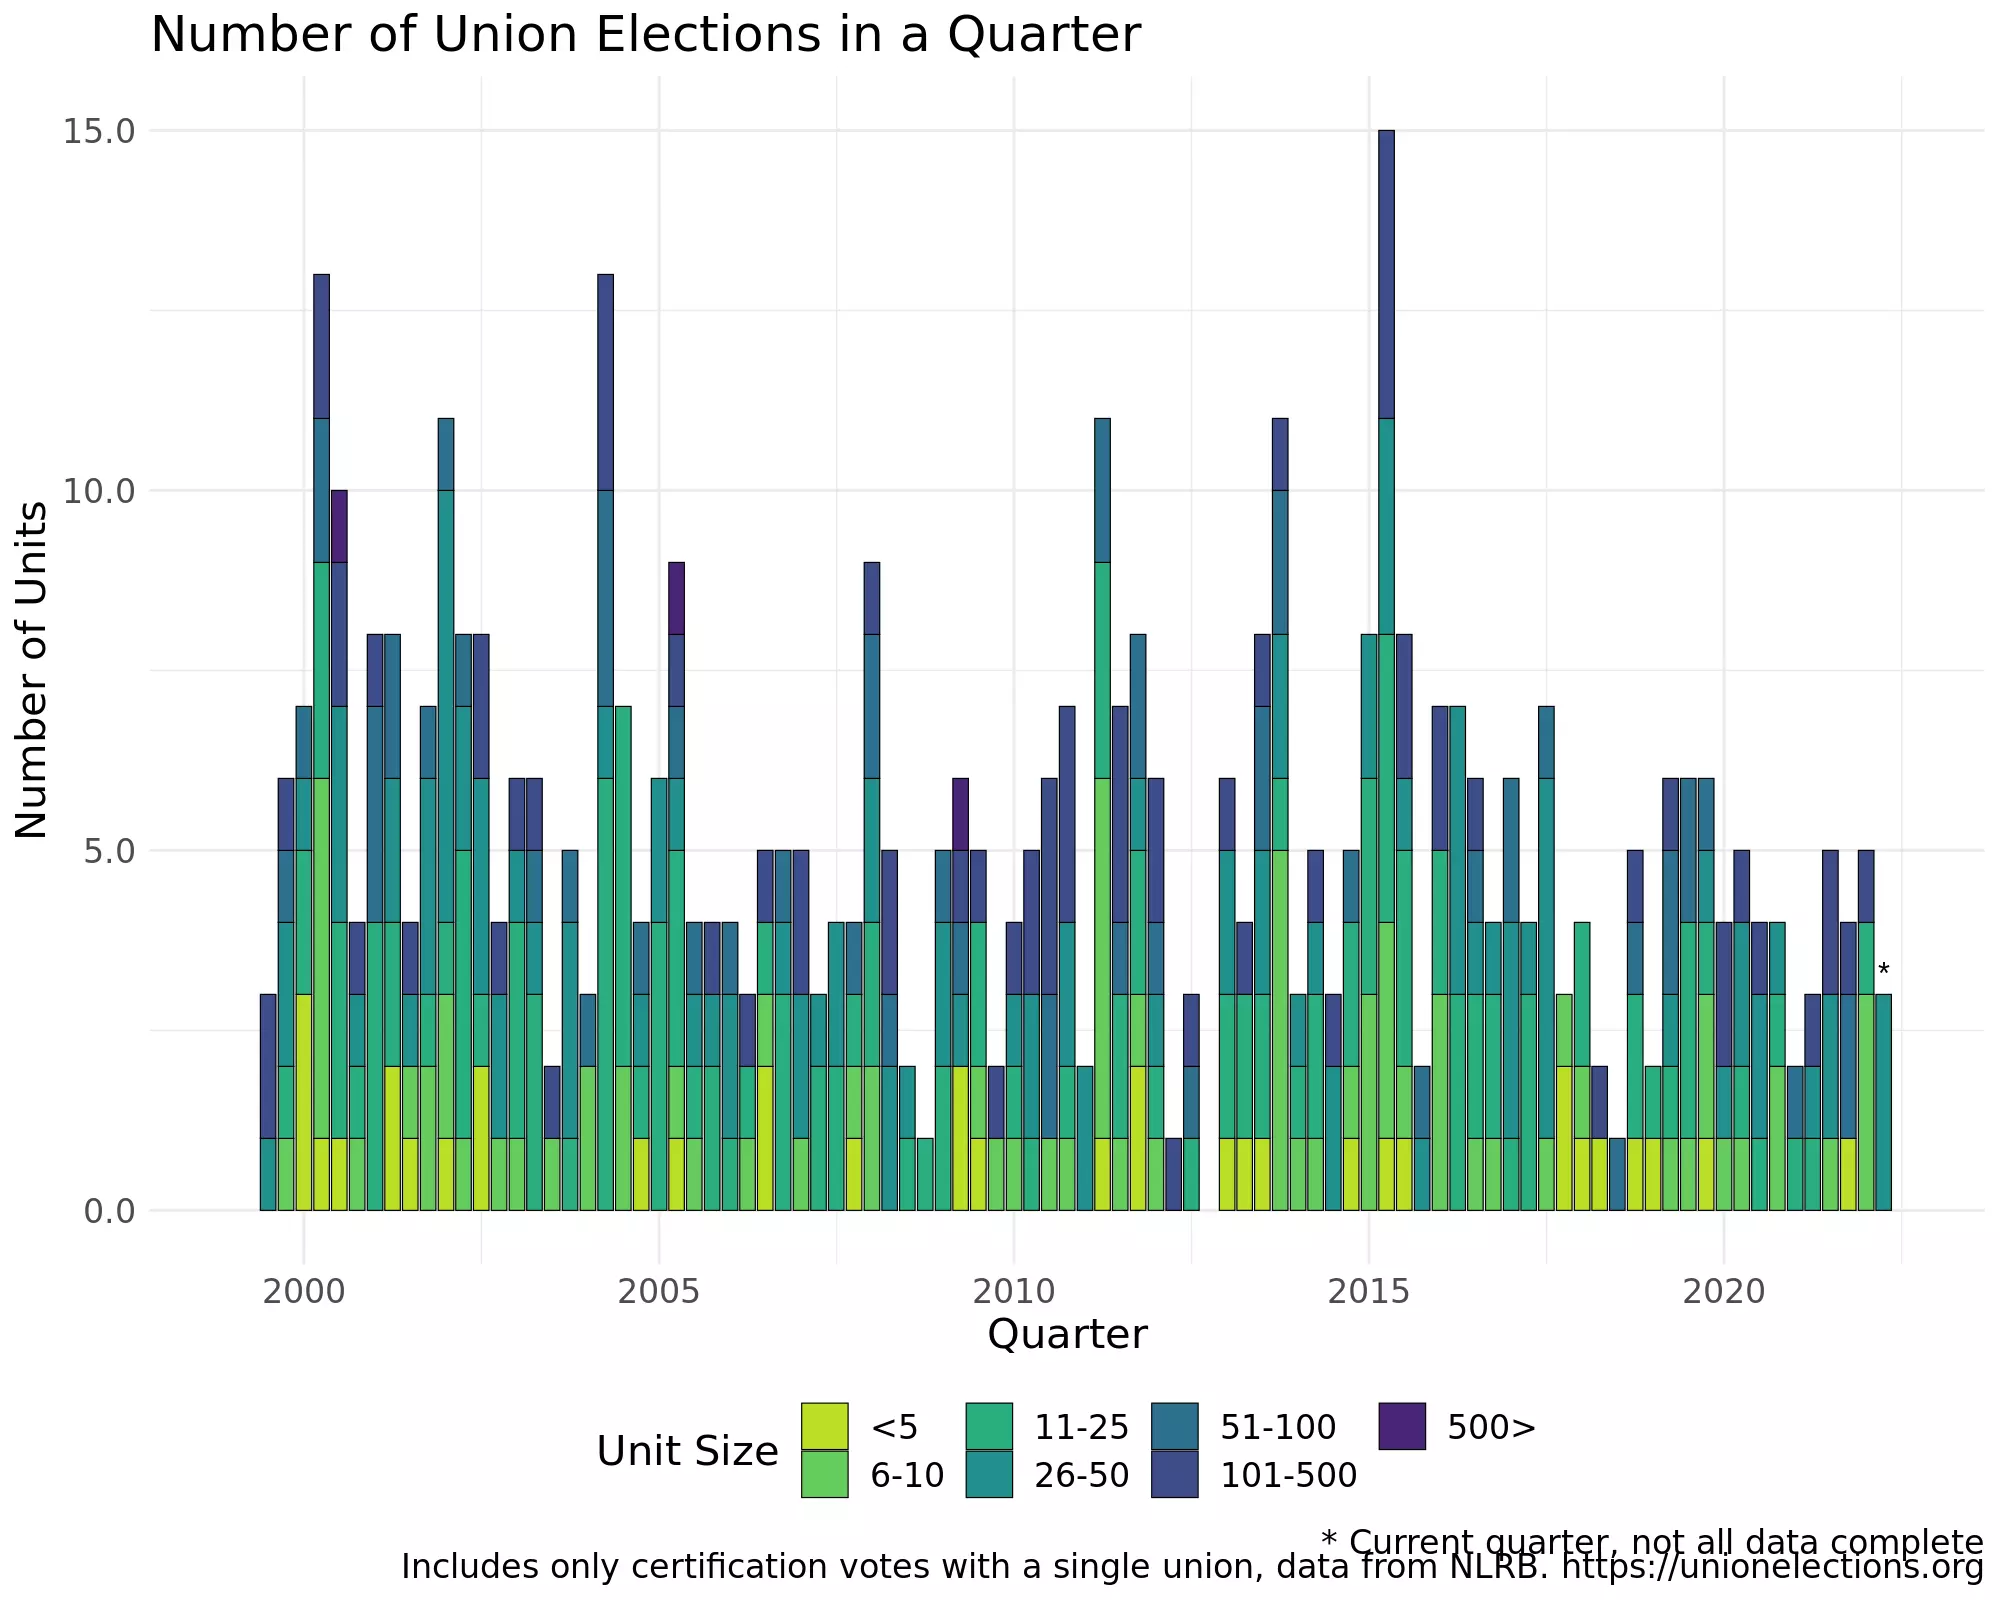 Number of Union Elections in a Quarter
15.0
10.0
5.0
0.0
Number of Units
2000 2005 2010 2015 2020
Quarter
*
Unit Size
<5 11-25 51-100 500>
6-10 26-50 101-500
* Current quarter, not all data complete
Includes only certification votes with a single union, data from NLRB. https://unionelections.org